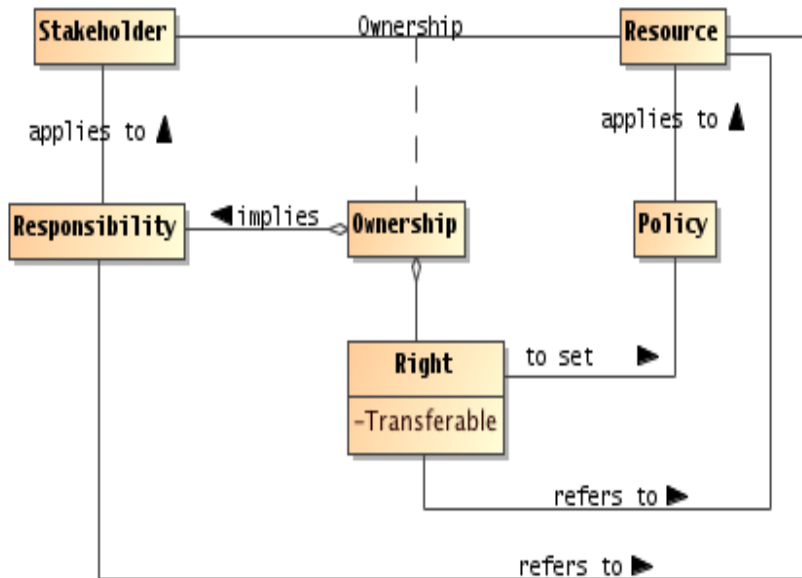 Stakeholder
Ownership
Resource
applies to
applies to
Responsibility
implies
Ownership
Policy
Right
to set
-Transferable
refers to
refers to